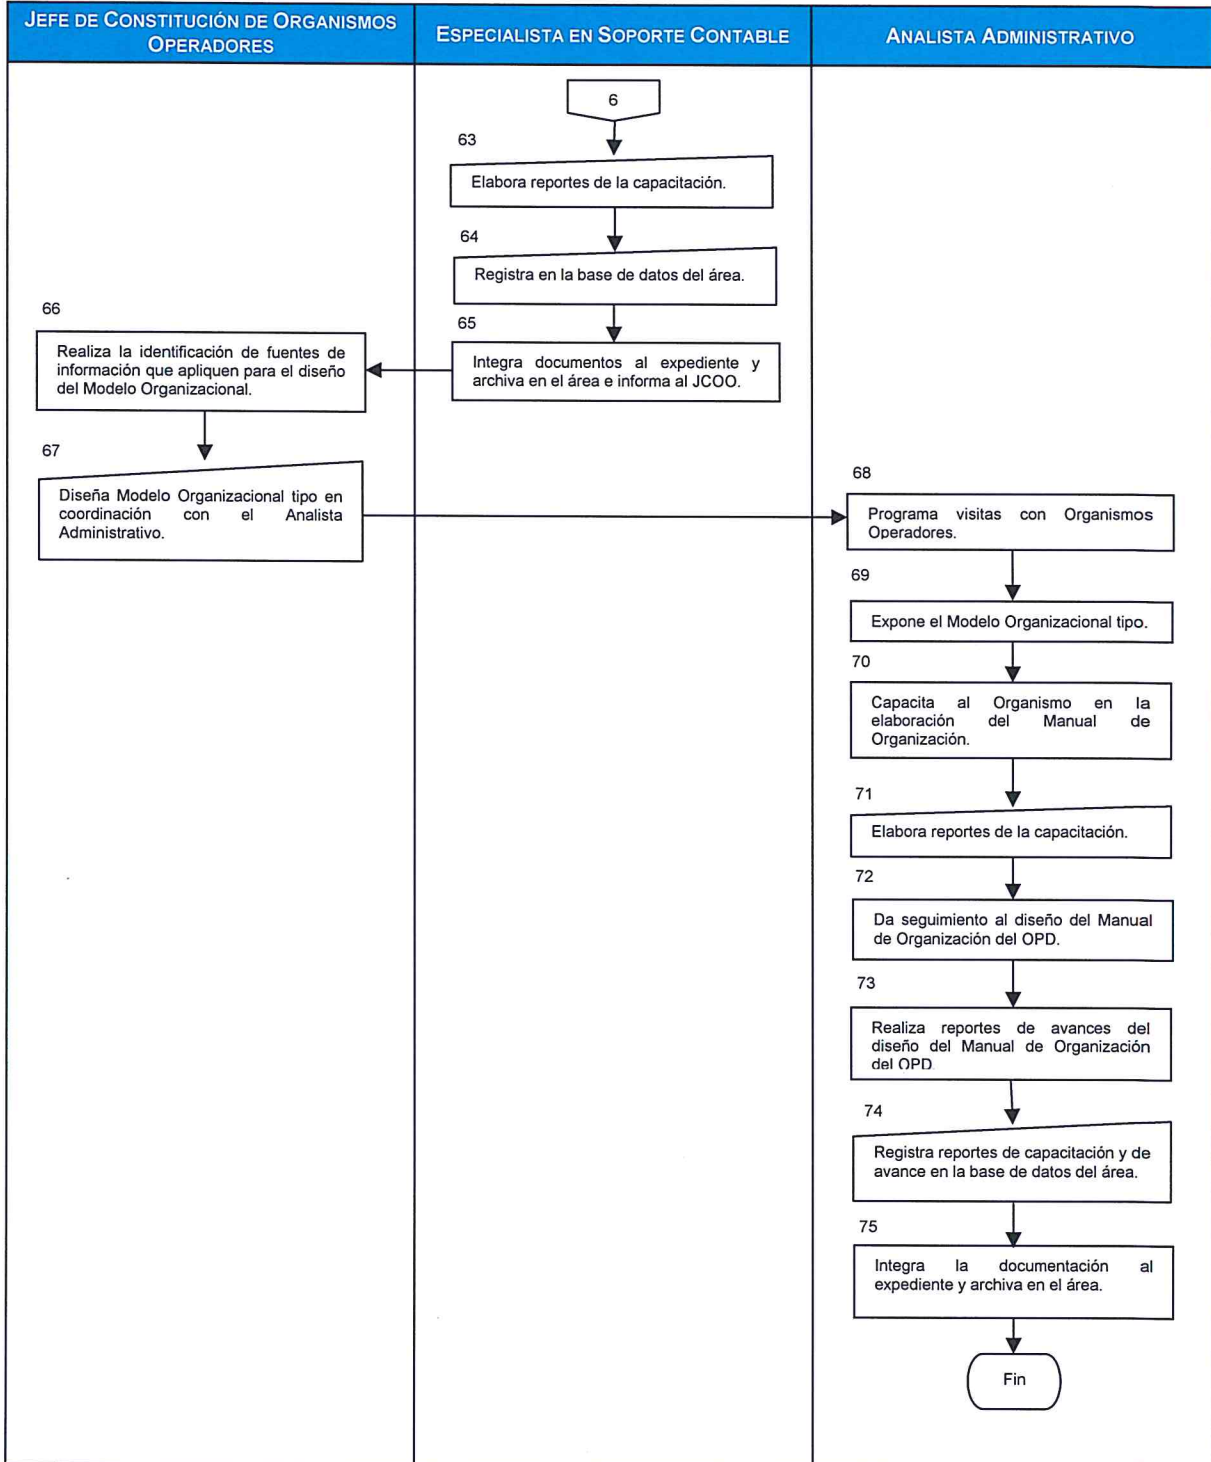 JEFE DE CONSTITUCIÓN DE ORGANISMOS
OPERADORES
ESPECIALISTA EN SOPORTE CONTABLE
ANALISTA ADMINISTRATIVO
6
63
Elabora reportes de la capacitación.
64
Registra en la base de datos del área.
65
Integra documentos al expediente y
archiva en el área e informa al JCOO.
66
Realiza la identificación de fuentes de
información que apliquen para el diseño
del Modelo Organizacional.
67
Diseña Modelo Organizacional tipo en
coordinación con el Analista
Administrativo.
68
Programa visitas con Organismos
Operadores.
69
Expone el Modelo Organizacional tipo.
70
Capacita al Organismo en la
elaboración del Manual de
Organización.
71
Elabora reportes de la capacitación.
72
Da seguimiento al diseño del Manual
de Organización del OPD.
73
Realiza reportes de avances del
diseño del Manual de Organización
del OPD.
74
Registra reportes de capacitación y de
avance en la base de datos del área.
75
Integra la documentación al
expediente y archiva en el área.
Fin